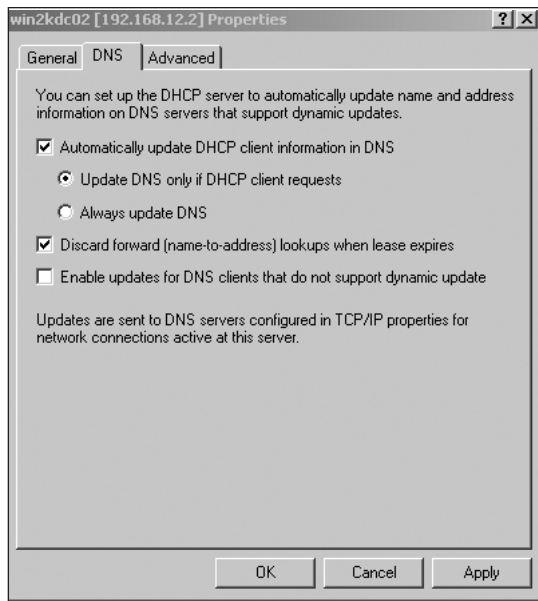 win2kdc02 [192.168.12.2] Properties
General DNS Advanced
You can set up the DHCP server to automatically update name and address
information on DNS servers that support dynamic updates.
Automatically update DHCP client information in DNS
Update DNS only if DHCP client requests
Always update DNS
Discard forward (name-to-address) lookups when lease expires
Enable updates for DNS clients that do not support dynamic update
Updates are sent to DNS servers configured in TCP/IP properties for
network connections active at this server.
OK Cancel Apply